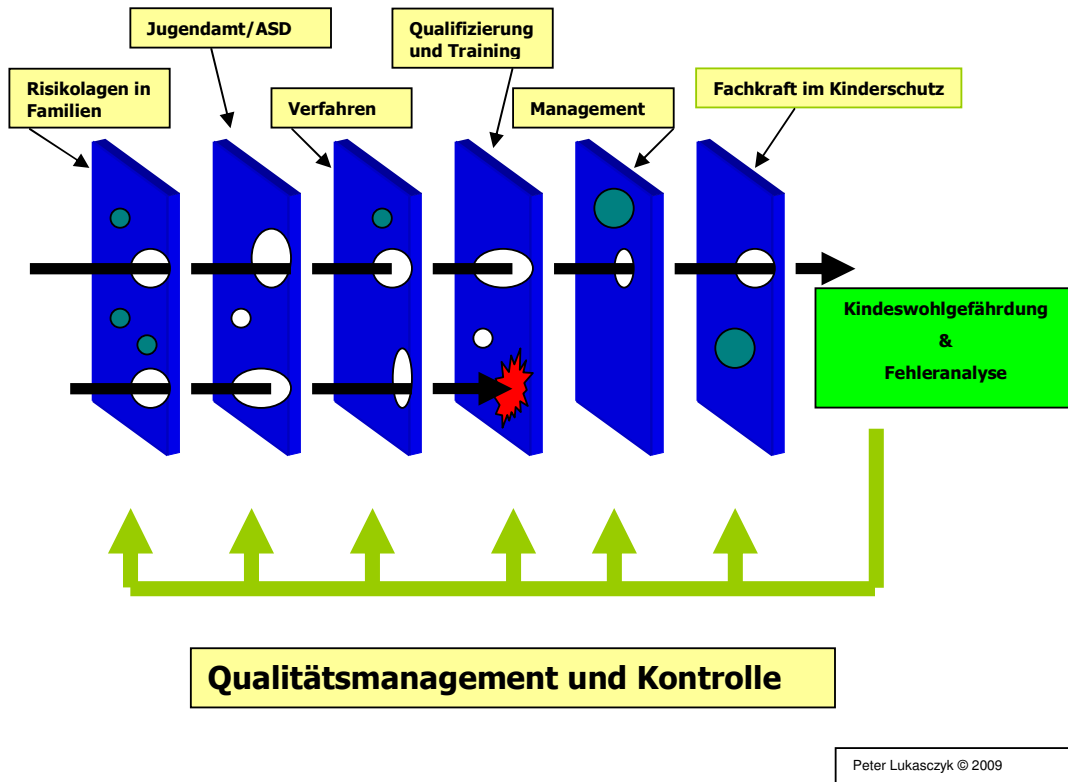 Jugendamt/ASD
Qualifizierung
und Training
Risikolagen in
Familien
Verfahren
Management
Fachkraft im Kinderschutz
Kindeswohlgefährdung
&
Fehleranalyse
Qualitätsmanagement und Kontrolle
Peter Lukasczyk © 2009